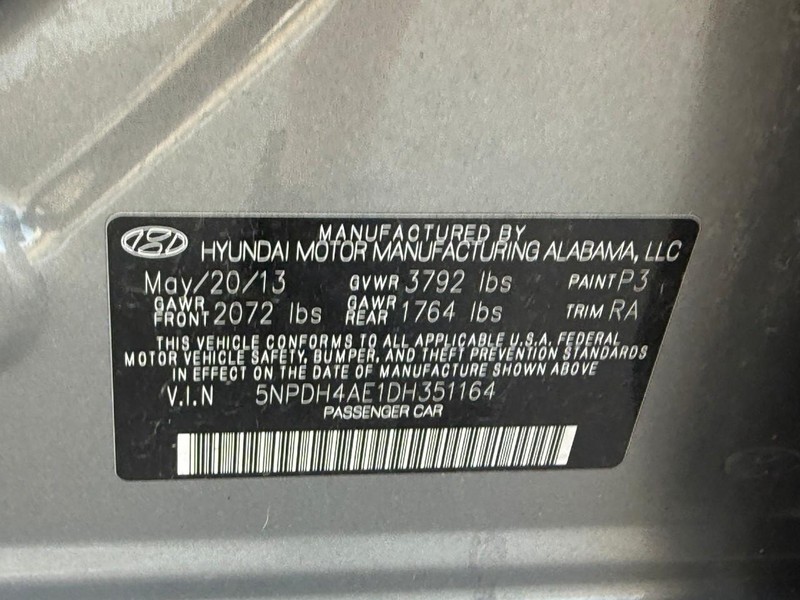 MANUFACTURED BY
HYUNDAI MOTOR MANUFACTURING ALABAMA, LLC
May/20/13 GVWR 3792 lbs PAINT P3
GAWR FRONT 2072 lbs GAWR REAR 1764 lbs TRIM RA
THIS VEHICLE CONFORMS TO ALL APPLICABLE U.S.A. FEDERAL
MOTOR VEHICLE SAFETY, BUMPER, AND THEFT PREVENTION STANDARDS
IN EFFECT ON THE DATE OF MANUFACTURE SHOWN ABOVE.
V.I.N 5NPDH4AE1DH351164
PASSENGER CAR